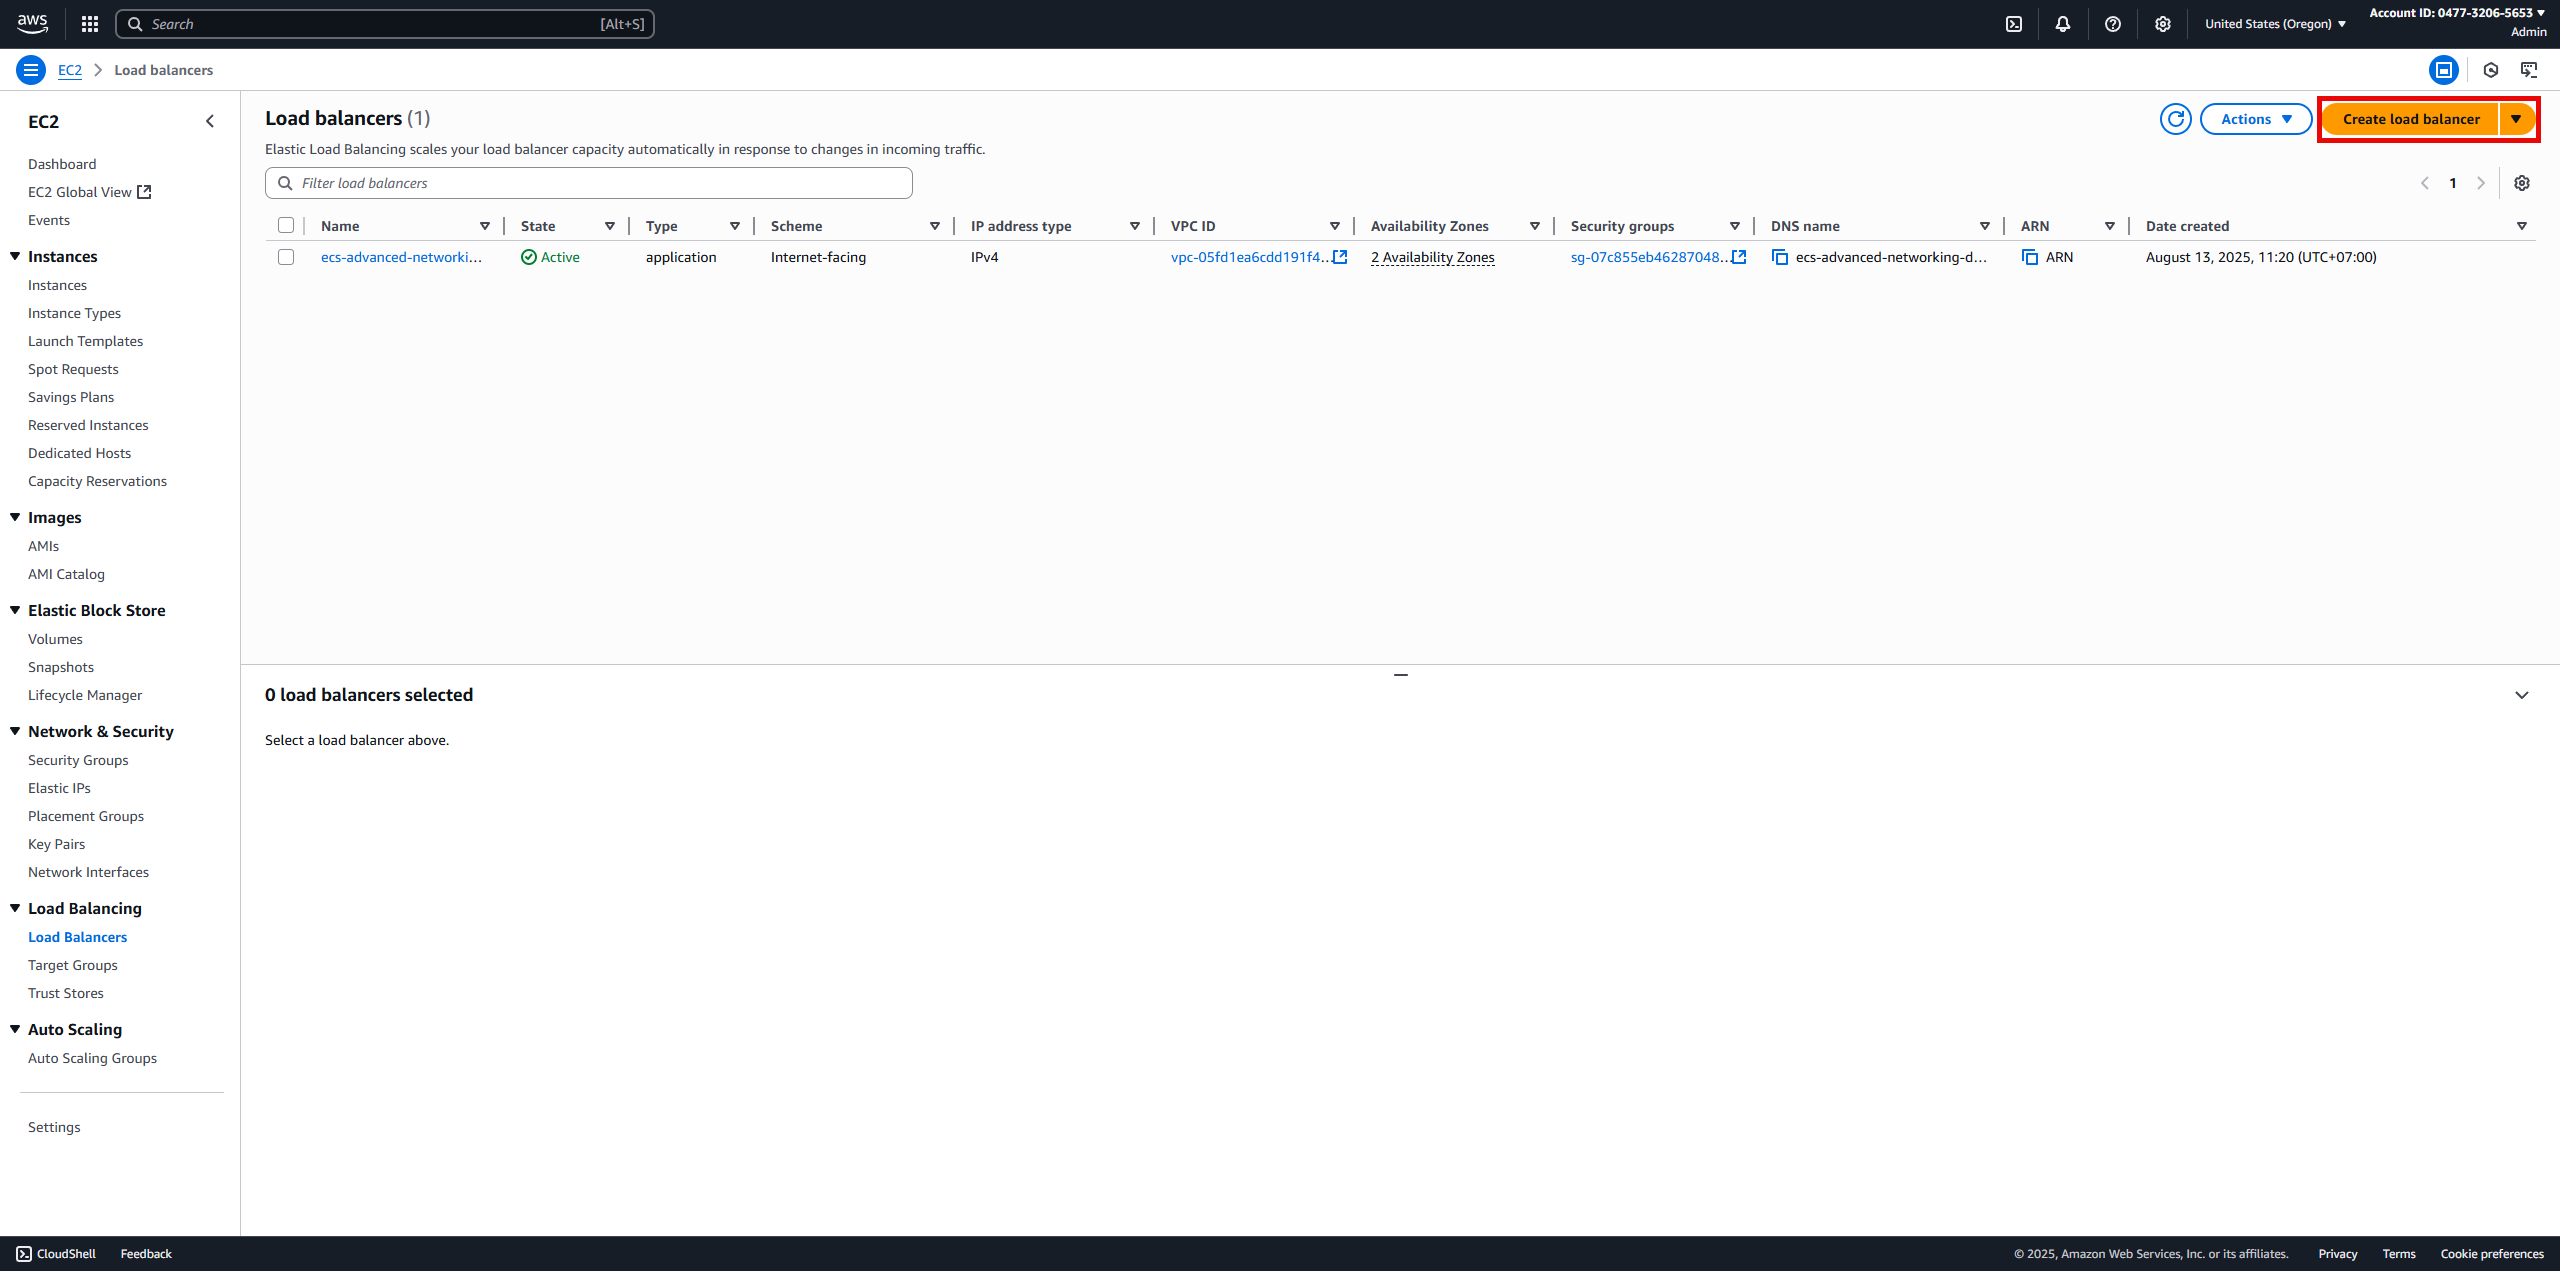 aws
Search [Alt+S]
United States (Oregon)
Account ID: 0477-3206-5653
Admin
EC2
Load balancers
EC2
Dashboard
EC2 Global View
Events
Instances
Instances
Instance Types
Launch Templates
Spot Requests
Savings Plans
Reserved Instances
Dedicated Hosts
Capacity Reservations
Images
AMIs
AMI Catalog
Elastic Block Store
Volumes
Snapshots
Lifecycle Manager
Network & Security
Security Groups
Elastic IPs
Placement Groups
Key Pairs
Network Interfaces
Load Balancing
Load Balancers
Target Groups
Trust Stores
Auto Scaling
Auto Scaling Groups
Settings
Load balancers (1)
Actions
Create load balancer
Elastic Load Balancing scales your load balancer capacity automatically in response to changes in incoming traffic.
Filter load balancers
1
Name State Type Scheme IP address type VPC ID Availability Zones Security groups DNS name ARN Date created
ecs-advanced-networki... Active application Internet-facing IPv4 vpc-05fd1ea6cdd191f4... 2 Availability Zones sg-07c855eb46287048... ecs-advanced-networking-d... ARN August 13, 2025, 11:20 (UTC+07:00)
0 load balancers selected
Select a load balancer above.
CloudShell Feedback © 2025, Amazon Web Services, Inc. or its affiliates. Privacy Terms Cookie preferences